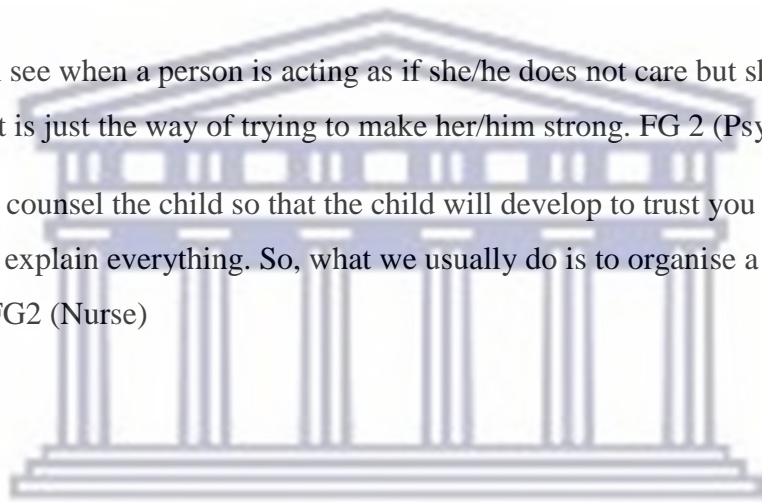 see when a person is acting as if she/he does not care but sh
t is just the way of trying to make her/him strong. FG 2 (Psy
counsel the child so that the child will develop to trust you
explain everything. So, what we usually do is to organise a
FG2 (Nurse)